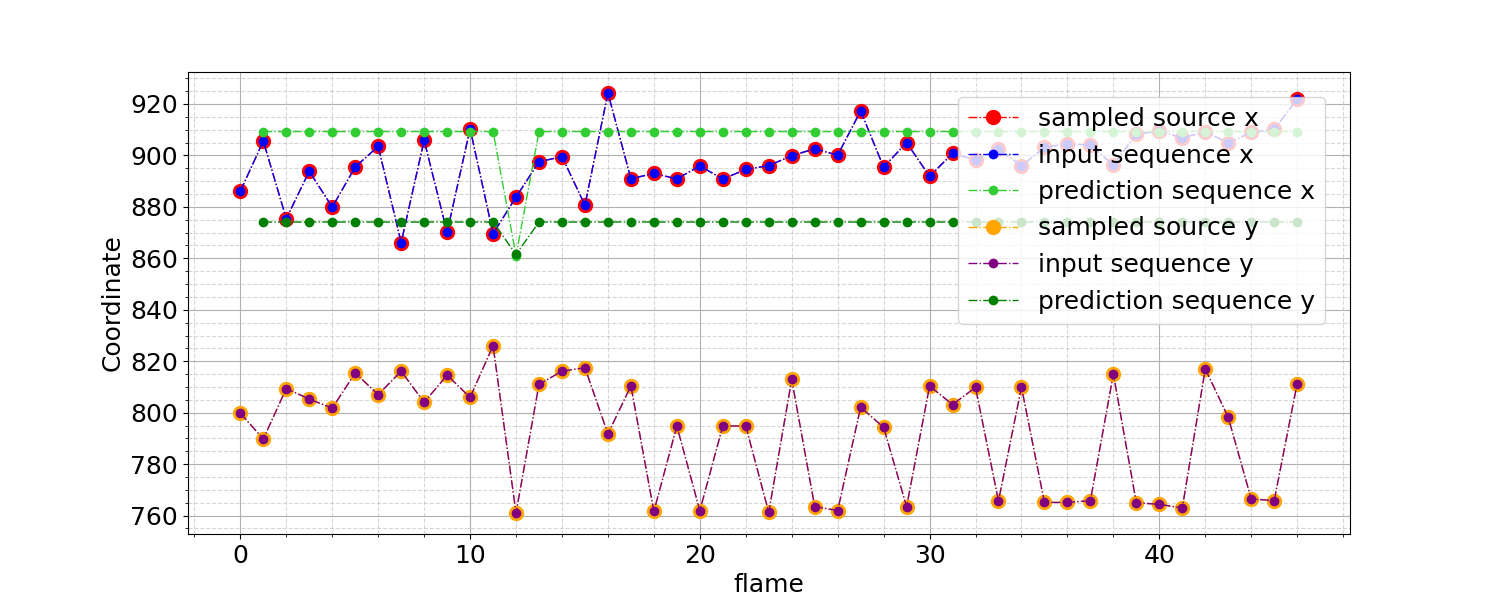 920
900
880
860
840
820
800
780
760
Coordinate
0 10 20 30 40
flame
sampled source x
input sequence x
prediction sequence x
sampled source y
input sequence y
prediction sequence y